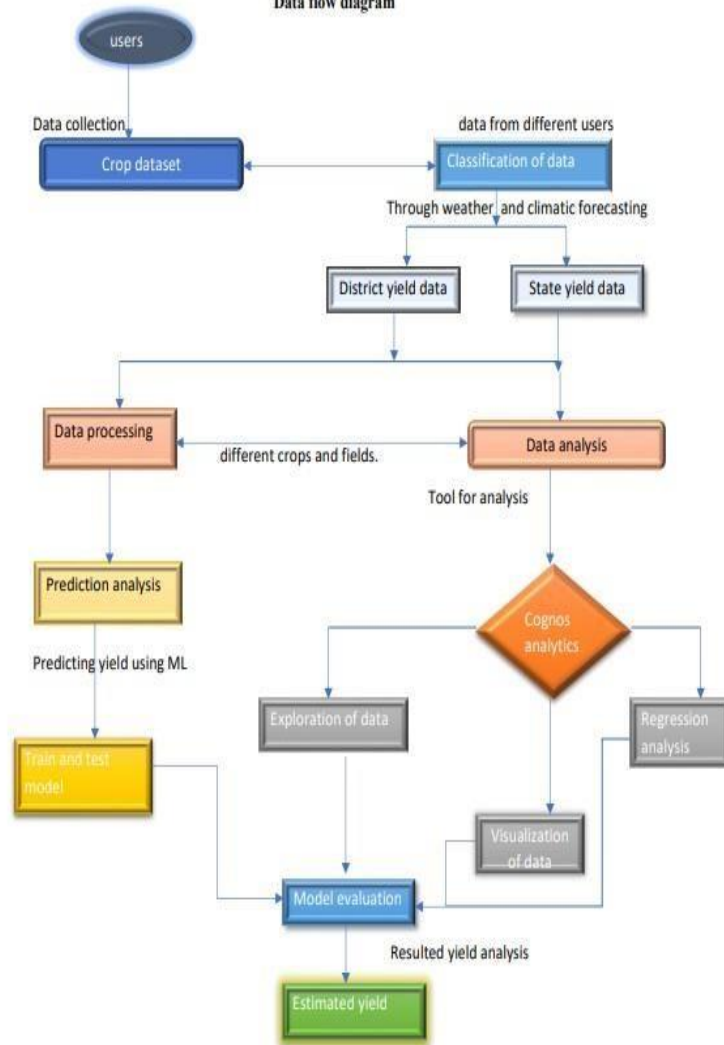 Data flow diagram
users
Data collection
data from different users
Crop dataset
Classification of data
Through weather and climatic forecasting
District yield data
State yield data
Data processing
different crops and fields.
Data analysis
Tool for analysis
Prediction analysis
Cognos
analytics
Predicting yield using ML
Exploration of data
Regression
analysis
Train and test
model
Visualization
of data
Model evaluation
Resulted yield analysis
Estimated yield